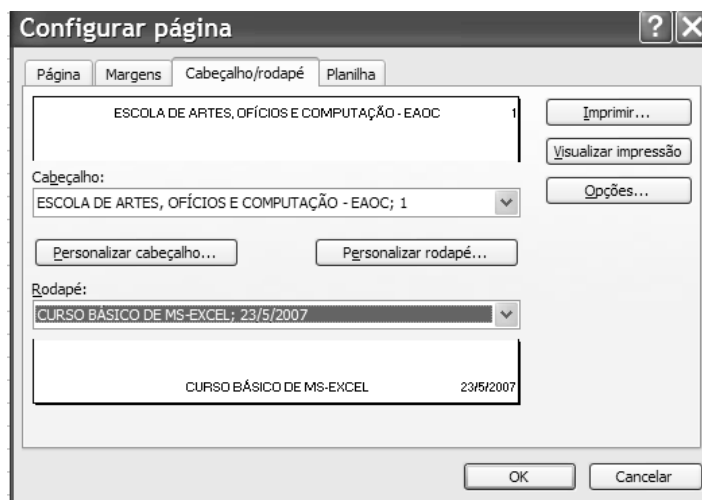 Configurar página
Página Margens Cabeçalho/rodapé Planilha
ESCOLA DE ARTES, OFÍCIOS E COMPUTAÇÃO - EAOC 1
Imprimir...
Visualizar impressão
Opções...
Cabeçalho:
ESCOLA DE ARTES, OFÍCIOS E COMPUTAÇÃO - EAOC; 1
Personalizar cabeçalho... Personalizar rodapé...
Rodapé:
CURSO BÁSICO DE MS-EXCEL; 23/5/2007
CURSO BÁSICO DE MS-EXCEL 23/5/2007
OK Cancelar